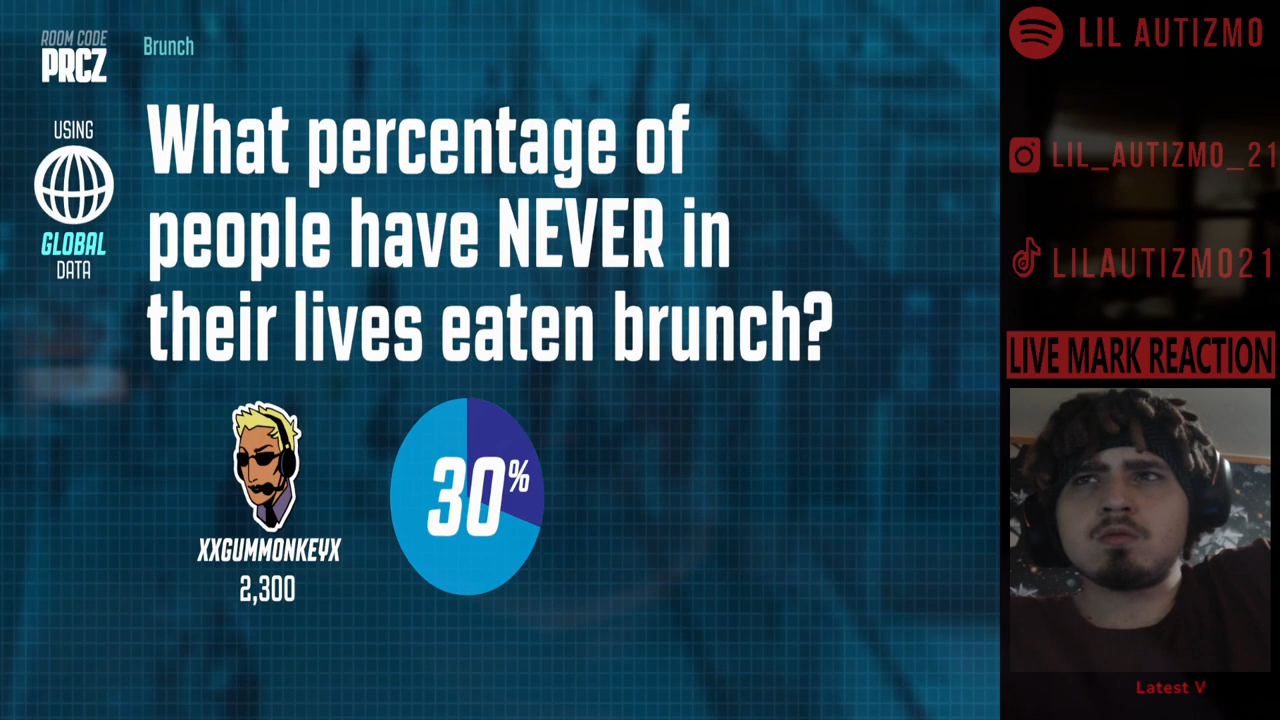 ROOM CODE
PRCZ
Brunch
USING
GLOBAL
DATA
What percentage of
people have NEVER in
their lives eaten brunch?
30%
XXGUMMONKEYX
2,300
LIL AUTIZMO
LIL_AUTIZMO_21
LILAUTIZMO21
LIVE MARK REACTION
Latest V